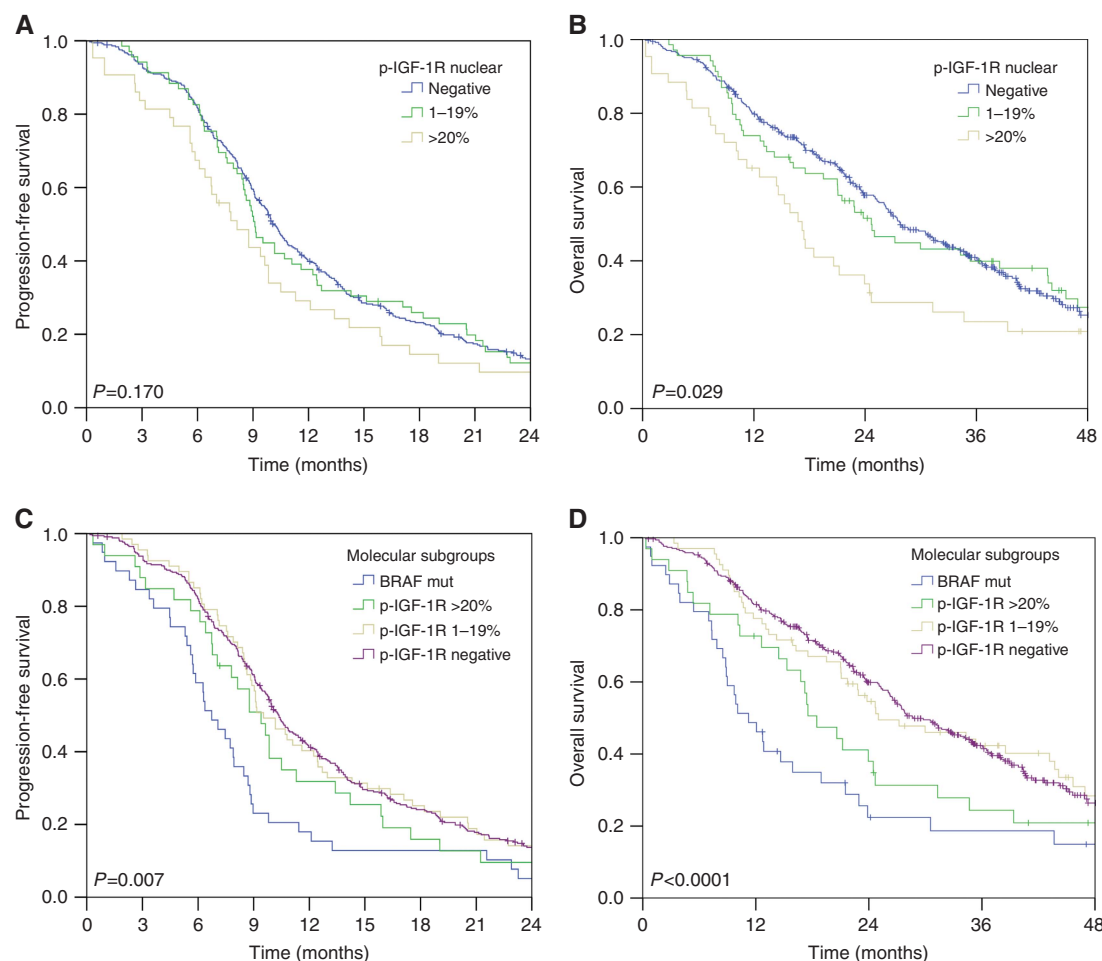 A
p-IGF-1R nuclear
Negative
1–19%
>20%
Progression-free survival
1.0
0.8
0.6
0.4
0.2
0.0
P=0.170
0 3 6 9 12 15 18 21 24
Time (months)
B
p-IGF-1R nuclear
Negative
1–19%
>20%
Overall survival
1.0
0.8
0.6
0.4
0.2
0.0
P=0.029
0 12 24 36 48
Time (months)
C
Molecular subgroups
BRAF mut
p-IGF-1R >20%
p-IGF-1R 1–19%
p-IGF-1R negative
Progression-free survival
1.0
0.8
0.6
0.4
0.2
0.0
P=0.007
0 3 6 9 12 15 18 21 24
Time (months)
D
Molecular subgroups
BRAF mut
p-IGF-1R >20%
p-IGF-1R 1–19%
p-IGF-1R negative
Overall survival
1.0
0.8
0.6
0.4
0.2
0.0
P<0.0001
0 12 24 36 48
Time (months)